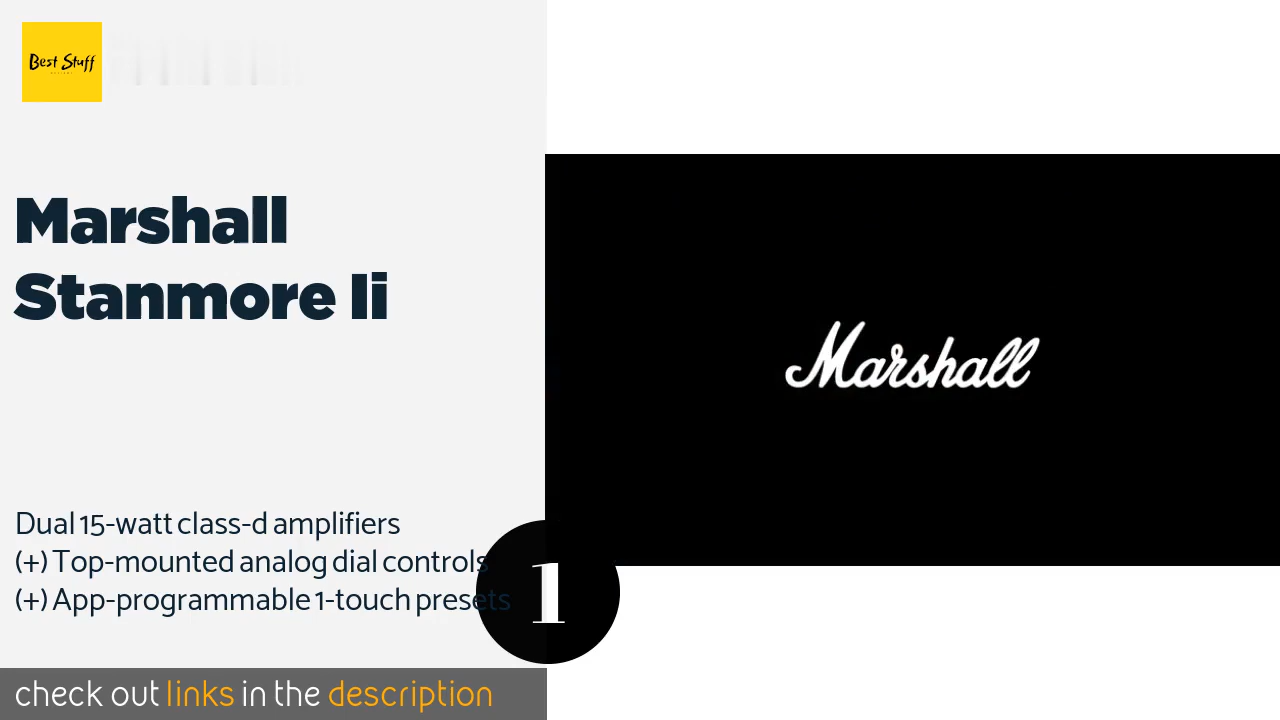 Best Stuff
Marshall
Stanmore Ii
Marshall
Dual 15-watt class-d amplifiers
(+) Top-mounted analog dial controls
(+) App-programmable 1-touch presets
1
check out links in the description